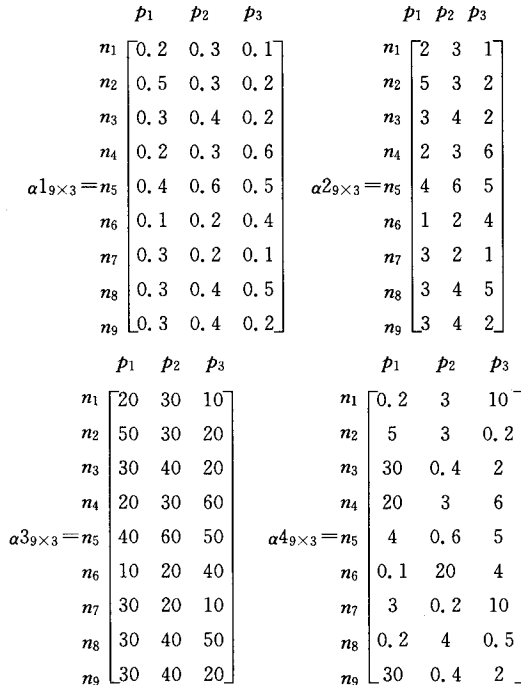 p1 p2 p3 p1 p2 p3
n1 0.2 0.3 0.1 n1 2 3 1
n2 0.5 0.3 0.2 n2 5 3 2
n3 0.3 0.4 0.2 n3 3 4 2
n4 0.2 0.3 0.6 n4 2 3 6
α19×3=n5 0.4 0.6 0.5 α29×3=n5 4 6 5
n6 0.1 0.2 0.4 n6 1 2 4
n7 0.3 0.2 0.1 n7 3 2 1
n8 0.3 0.4 0.5 n8 3 4 5
n9 0.3 0.4 0.2 n9 3 4 2
p1 p2 p3 p1 p2 p3
n1 20 30 10 n1 0.2 3 10
n2 50 30 20 n2 5 3 0.2
n3 30 40 20 n3 30 0.4 2
n4 20 30 60 n4 20 3 6
α39×3=n5 40 60 50 α49×3=n5 4 0.6 5
n6 10 20 40 n6 0.1 20 4
n7 30 20 10 n7 3 0.2 10
n8 30 40 50 n8 0.2 4 0.5
n9 30 40 20 n9 30 0.4 2